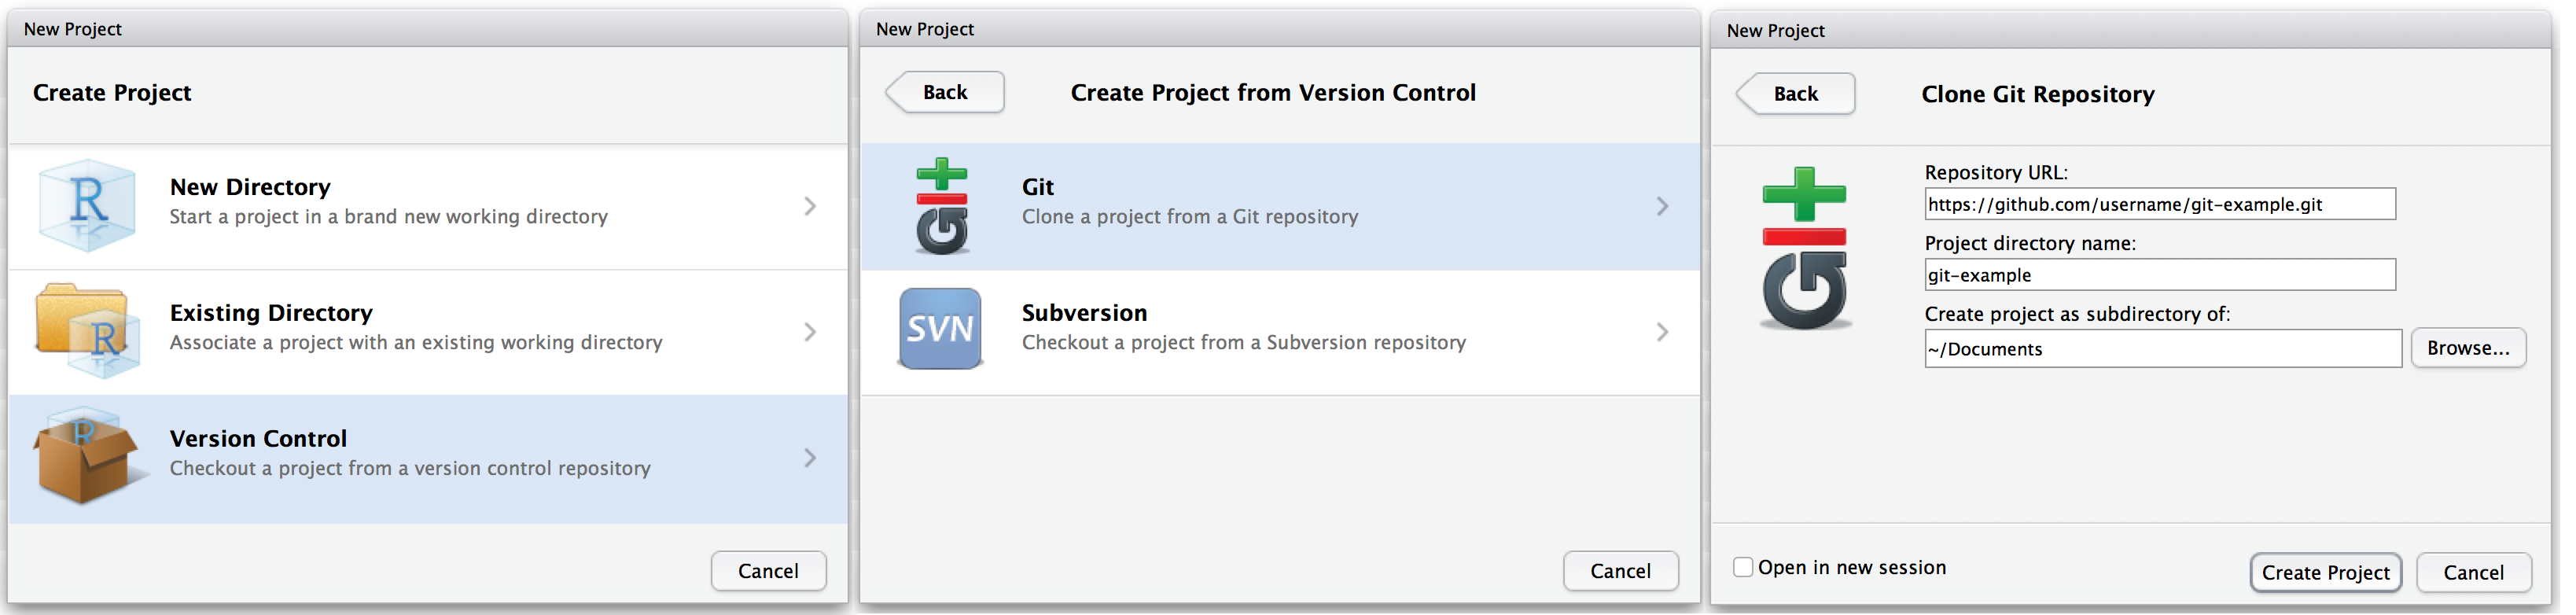 New Project
Create Project
R
New Directory
Start a project in a brand new working directory
R
Existing Directory
Associate a project with an existing working directory
R
Version Control
Checkout a project from a version control repository
Cancel
New Project
Back
Create Project from Version Control
Git
Clone a project from a Git repository
SVN
Subversion
Checkout a project from a Subversion repository
Cancel
New Project
Back
Clone Git Repository
Repository URL:
https://github.com/username/git-example.git
Project directory name:
git-example
Create project as subdirectory of:
~/Documents
Browse...
Open in new session
Create Project
Cancel